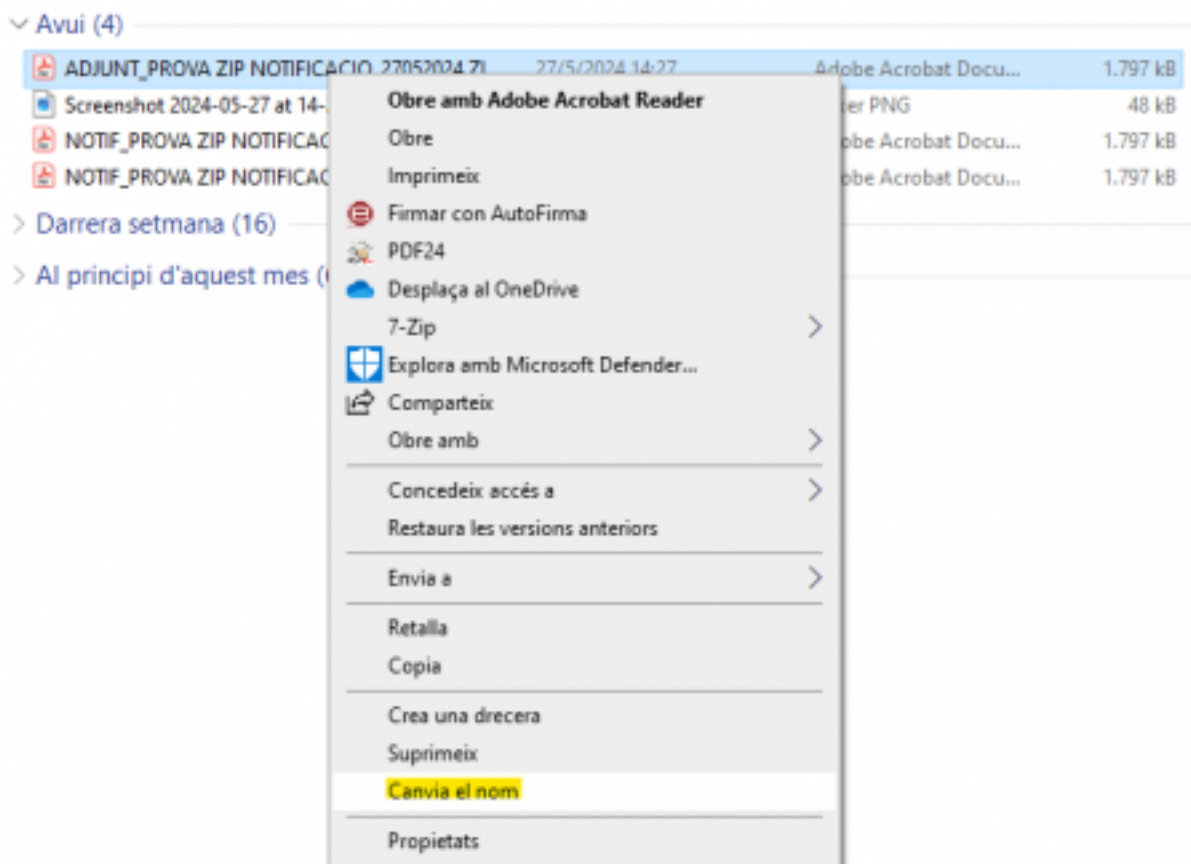 Avui (4)
ADJUNT_PROVA ZIP NOTIFICACIO_27052024.ZI 27/5/2024 14:27 Adobe Acrobat Docu... 1.797 kB
Screenshot 2024-05-27 at 14- er PNG 48 kB
NOTIF_PROVA ZIP NOTIFICAC obe Acrobat Docu... 1.797 kB
NOTIF_PROVA ZIP NOTIFICAC obe Acrobat Docu... 1.797 kB
Darrera setmana (16)
Al principi d'aquest mes (
Obre amb Adobe Acrobat Reader
Obre
Imprimeix
Firmar con AutoFirma
PDF24
Desplaça al OneDrive
7-Zip
Explora amb Microsoft Defender...
Comparteix
Obre amb
Concedeix accés a
Restaura les versions anteriors
Envia a
Retalla
Copia
Crea una drecera
Suprimeix
Canvia el nom
Propietats